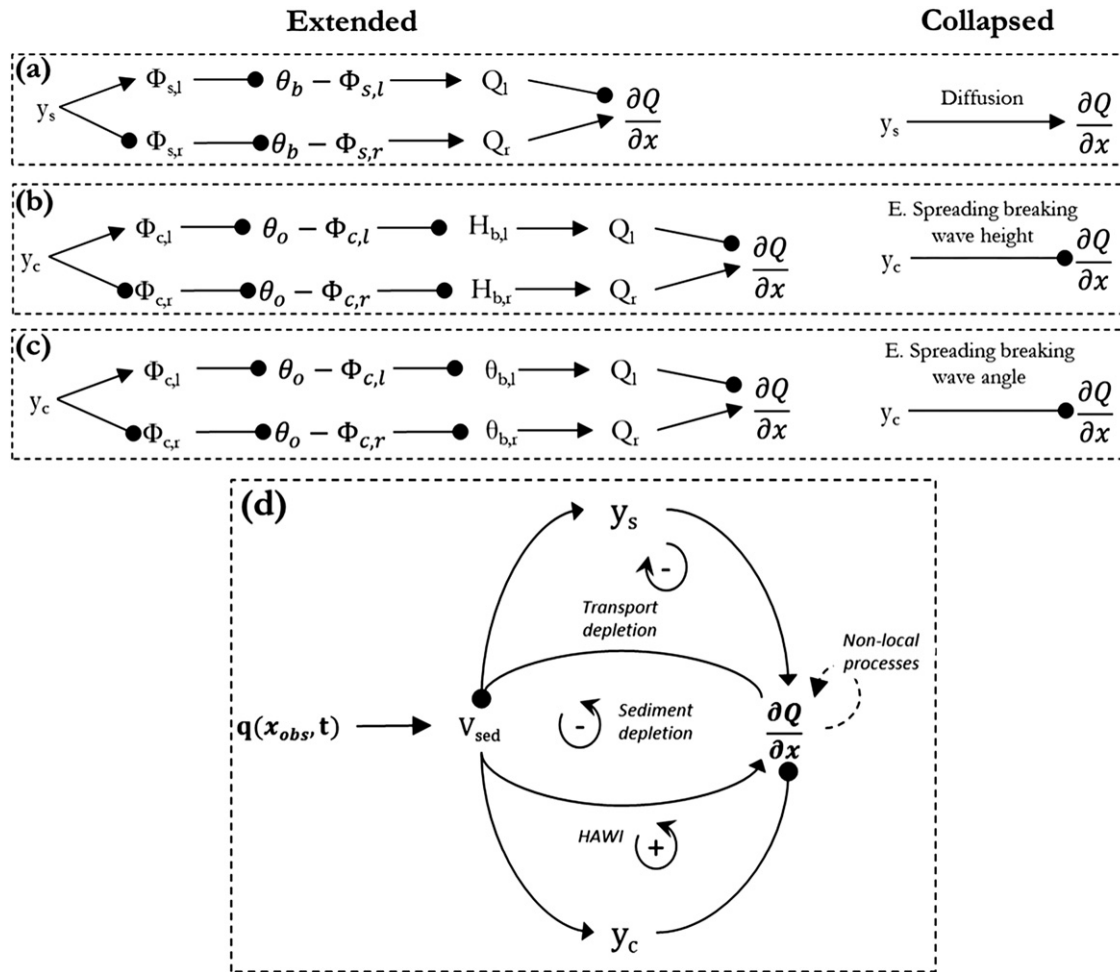 Extended Collapsed
(a)
Φs,l θb − Φs,l Ql
ys ∂Q/∂x
Φs,r θb − Φs,r Qr
Diffusion
ys ∂Q/∂x
(b)
Φc,l θo − Φc,l Hb,l Ql
yc ∂Q/∂x
Φc,r θo − Φc,r Hb,r Qr
E. Spreading breaking
wave height
yc ∂Q/∂x
(c)
Φc,l θo − Φc,l θb,l Ql
yc ∂Q/∂x
Φc,r θo − Φc,r θb,r Qr
E. Spreading breaking
wave angle
yc ∂Q/∂x
(d)
ys
-
Transport
depletion
Non-local
processes
q(xobs, t) Vsed
-
Sediment
depletion
∂Q/∂x
HAWI
+
yc